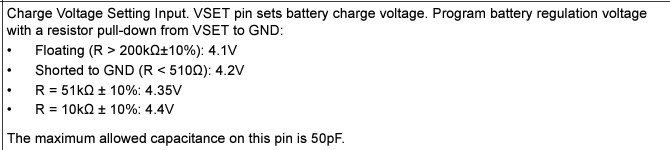 Charge Voltage Setting Input. VSET pin sets battery charge voltage. Program battery regulation voltage
with a resistor pull-down from VSET to GND:
• Floating (R > 200kΩ±10%): 4.1V
• Shorted to GND (R < 510Ω): 4.2V
• R = 51kΩ ± 10%: 4.35V
• R = 10kΩ ± 10%: 4.4V
The maximum allowed capacitance on this pin is 50pF.